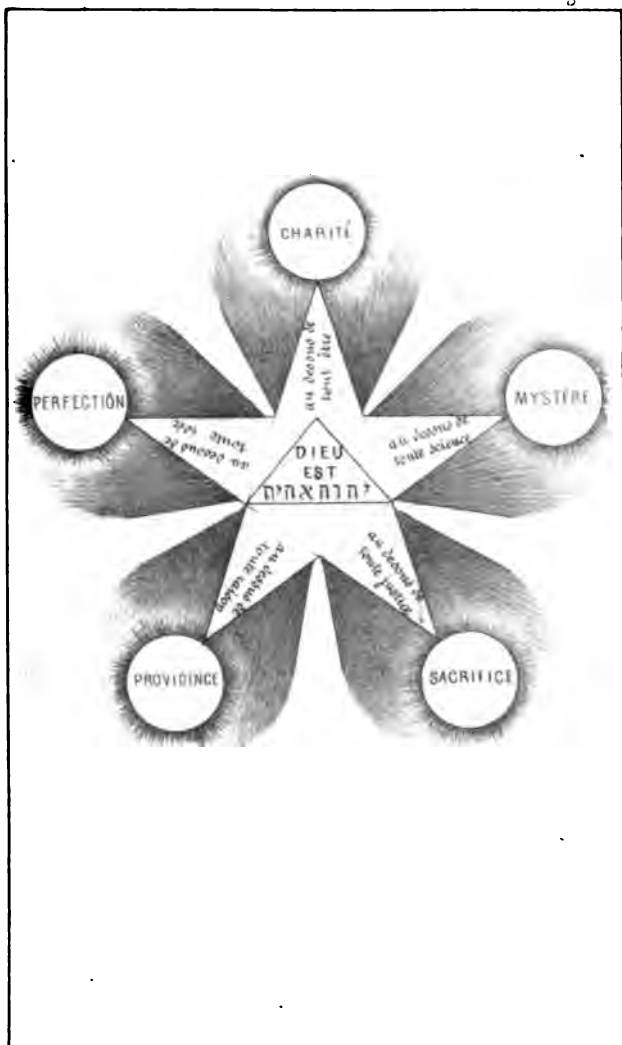 CHARITÉ
au dessus de
tout être
PERFECTION
au dessus de
toute
MYSTÈRE
au dessus de
toute science
DIEU
EST
יהוהאהיה
au dessus de
toute raison
au dessus de
toute justice
PROVIDENCE
SACRIFICE